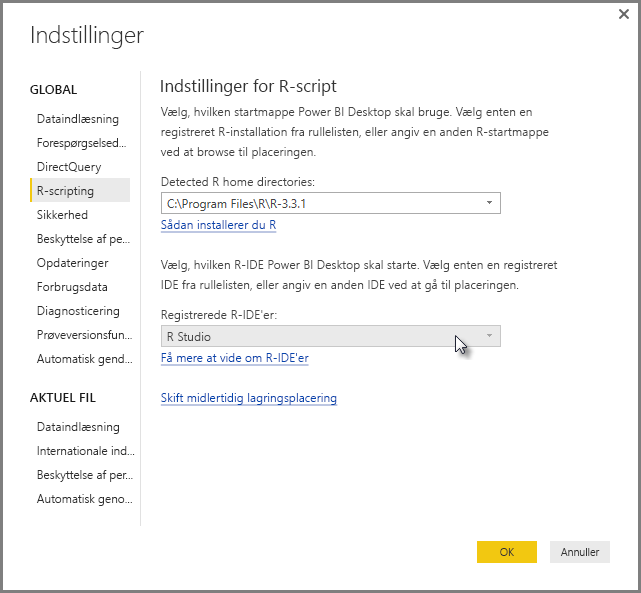 Indstillinger
GLOBAL
Dataindlæsning
Forespørgselsed...
DirectQuery
R-scripting
Sikkerhed
Beskyttelse af pe...
Opdateringer
Forbrugsdata
Diagnosticering
Prøveversionsfun...
Automatisk gend...
AKTUEL FIL
Dataindlæsning
Internationale ind...
Beskyttelse af per...
Automatisk geno...
Indstillinger for R-script
Vælg, hvilken startmappe Power BI Desktop skal bruge. Vælg enten en
registreret R-installation fra rullelisten, eller angiv en anden R-startmappe
ved at browse til placeringen.
Detected R home directories:
C:\Program Files\R\R-3.3.1
Sådan installerer du R
Vælg, hvilken R-IDE Power BI Desktop skal starte. Vælg enten en registreret
IDE fra rullelisten, eller angiv en anden IDE ved at gå til placeringen.
Registrerede R-IDE'er:
R Studio
Få mere at vide om R-IDE'er
Skift midlertidig lagringsplacering
OK
Annuller